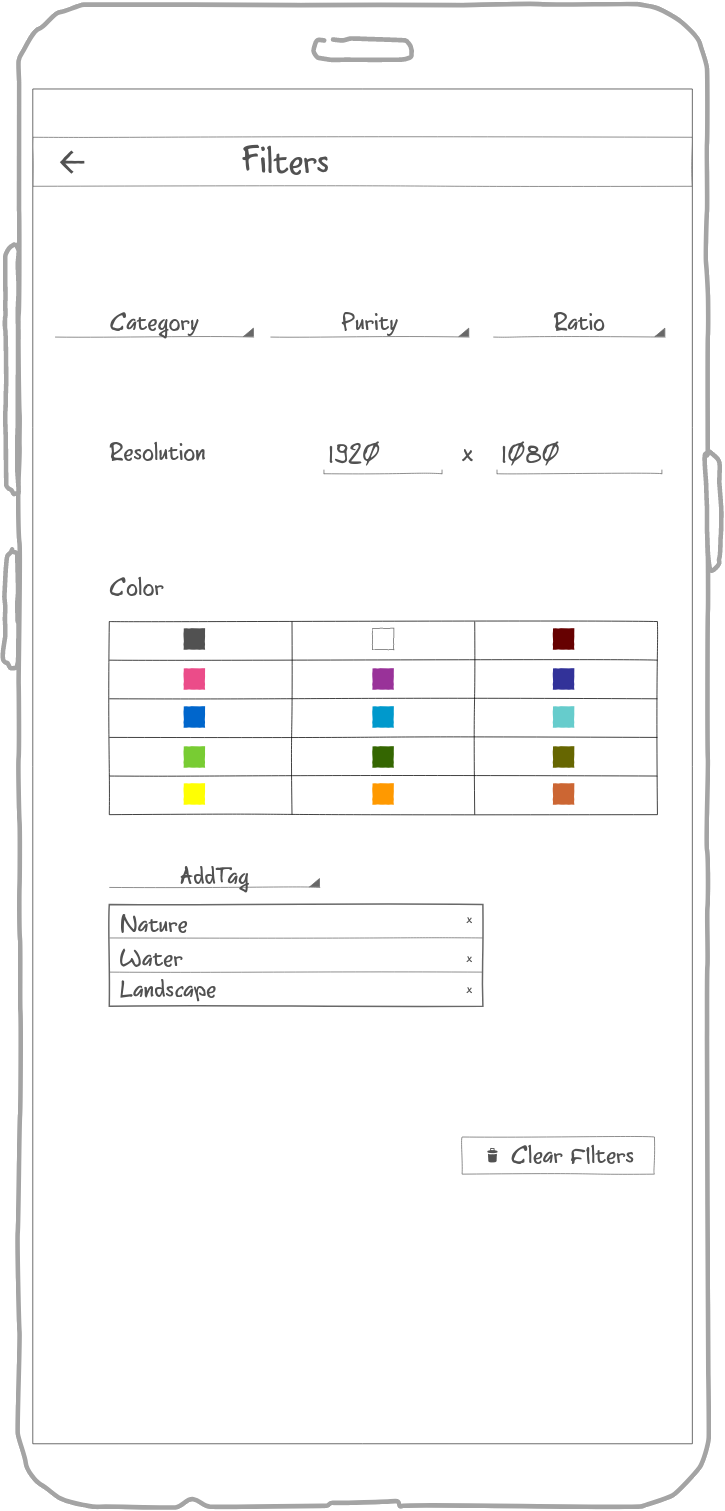 Filters
Category Purity Ratio
Resolution 1920 x 1080
Color
AddTag
Nature x
Water x
Landscape x
Clear FIlters